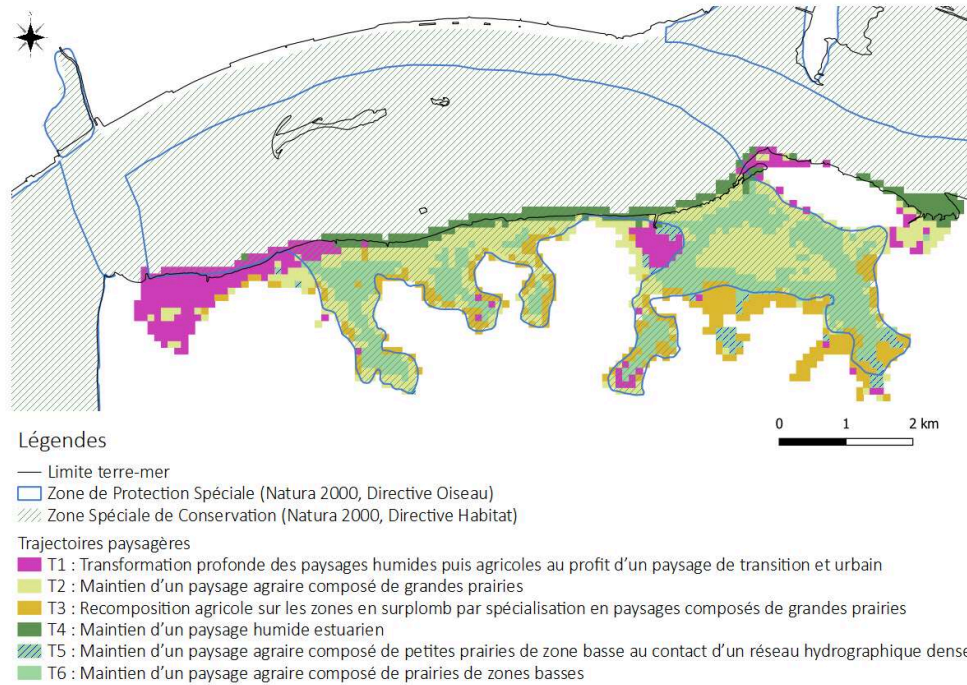 0 1 2 km
Légendes
Limite terre-mer
Zone de Protection Spéciale (Natura 2000, Directive Oiseau)
Zone Spéciale de Conservation (Natura 2000, Directive Habitat)
Trajectoires paysagères
T1 : Transformation profonde des paysages humides puis agricoles au profit d'un paysage de transition et urbain
T2 : Maintien d'un paysage agraire composé de grandes prairies
T3 : Recomposition agricole sur les zones en surplomb par spécialisation en paysages composés de grandes prairies
T4 : Maintien d'un paysage humide estuarien
T5 : Maintien d'un paysage agraire composé de petites prairies de zone basse au contact d'un réseau hydrographique dense
T6 : Maintien d'un paysage agraire composé de prairies de zones basses